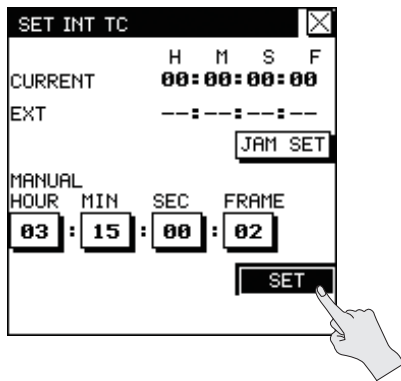 SET INT TC
H M S F
CURRENT 00:00:00:00
EXT --:--:--:--
JAM SET
MANUAL
HOUR MIN SEC FRAME
03 : 15 : 00 : 02
SET